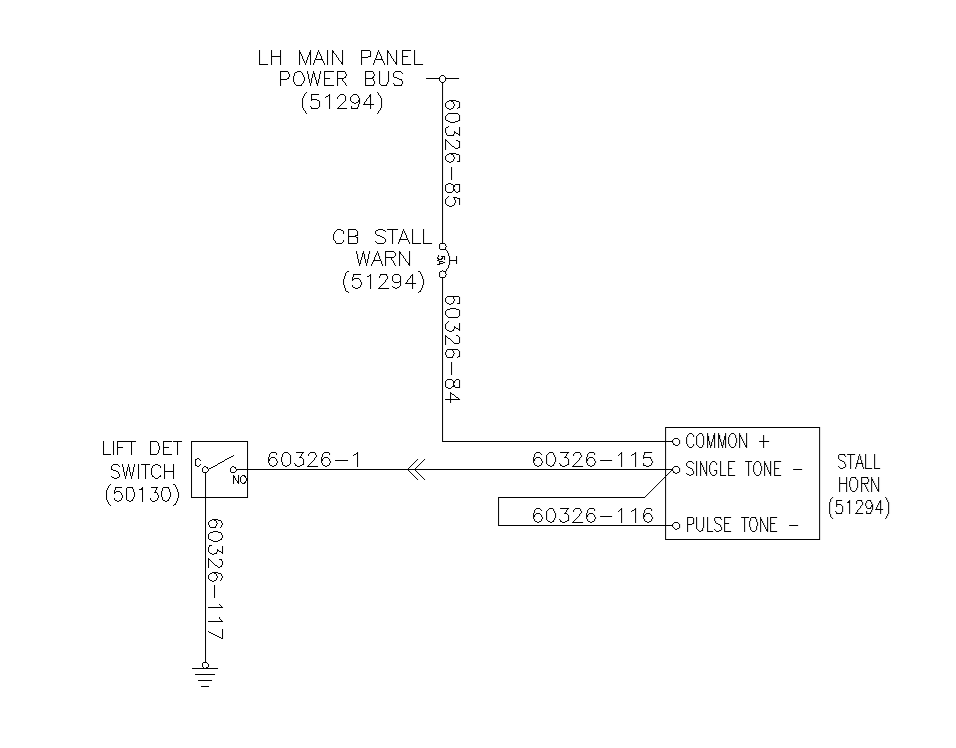 LH MAIN PANEL
POWER BUS
(51294)
60326-85
CB STALL
WARN
(51294)
5A
60326-84
LIFT DET
SWITCH
(50130)
C
NO
60326-1
60326-115
60326-116
COMMON +
SINGLE TONE -
PULSE TONE -
STALL
HORN
(51294)
60326-117